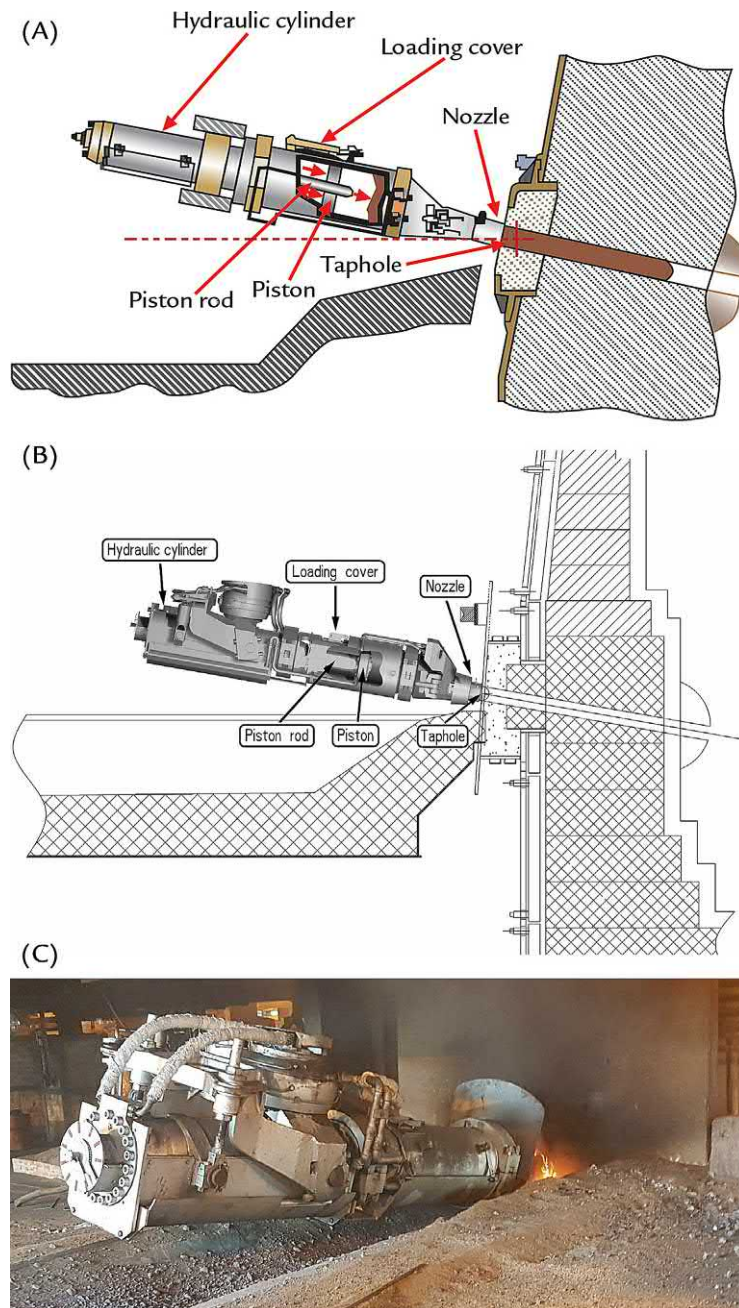 (A)
Hydraulic cylinder
Loading cover
Nozzle
Taphole
Piston rod
Piston
(B)
Hydraulic cylinder
Loading cover
Nozzle
Piston rod
Piston
Taphole
(C)